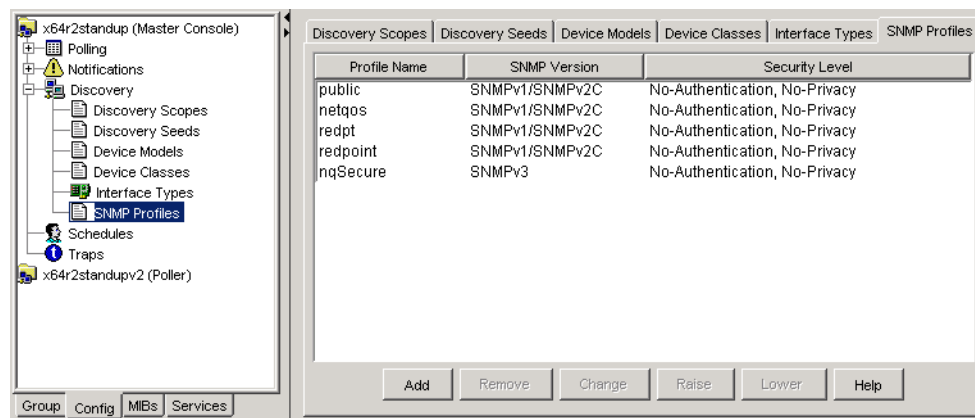 x64r2standup (Master Console)
Polling
Notifications
Discovery
Discovery Scopes
Discovery Seeds
Device Models
Device Classes
Interface Types
SNMP Profiles
Schedules
Traps
x64r2standupv2 (Poller)
Group Config MIBs Services
Discovery Scopes Discovery Seeds Device Models Device Classes Interface Types SNMP Profiles
Profile Name SNMP Version Security Level
public SNMPv1/SNMPv2C No-Authentication, No-Privacy
netqos SNMPv1/SNMPv2C No-Authentication, No-Privacy
redpt SNMPv1/SNMPv2C No-Authentication, No-Privacy
redpoint SNMPv1/SNMPv2C No-Authentication, No-Privacy
nqSecure SNMPv3 No-Authentication, No-Privacy
Add Remove Change Raise Lower Help